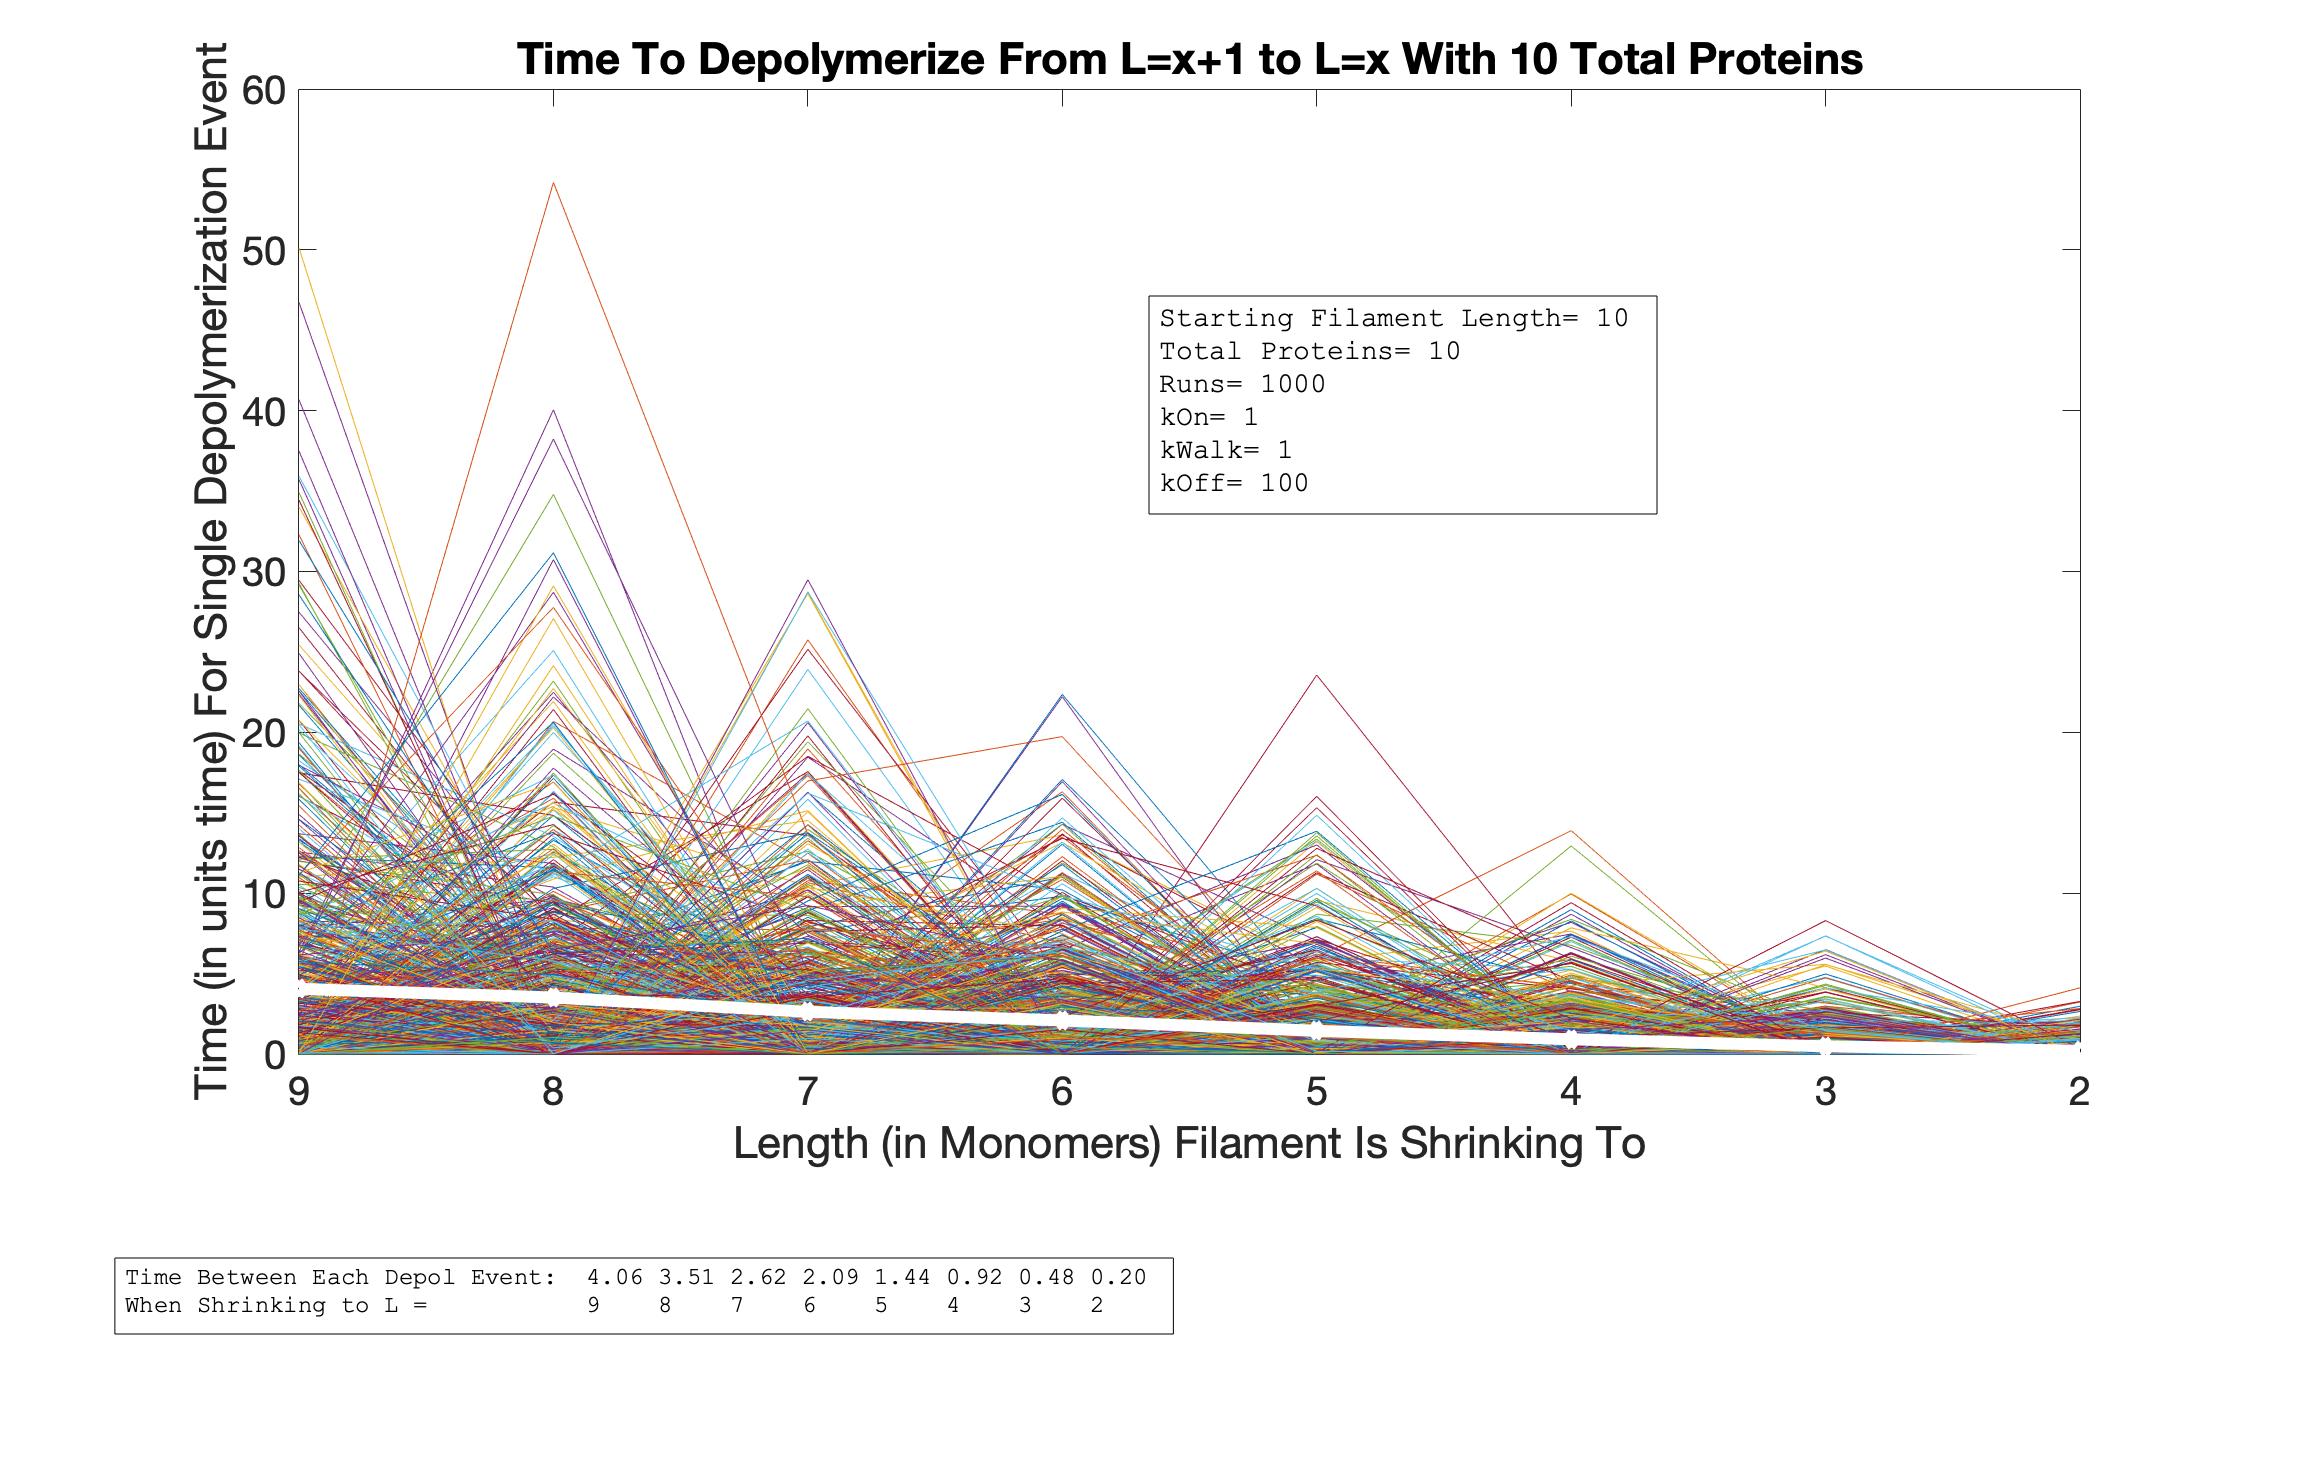 Time To Depolymerize From L=x+1 to L=x With 10 Total Proteins
Time (in units time) For Single Depolymerization Event
60
50
40
30
20
10
0
Starting Filament Length= 10
Total Proteins= 10
Runs= 1000
kOn= 1
kWalk= 1
kOff= 100
9 8 7 6 5 4 3 2
Length (in Monomers) Filament Is Shrinking To
Time Between Each Depol Event: 4.06 3.51 2.62 2.09 1.44 0.92 0.48 0.20
When Shrinking to L = 9 8 7 6 5 4 3 2